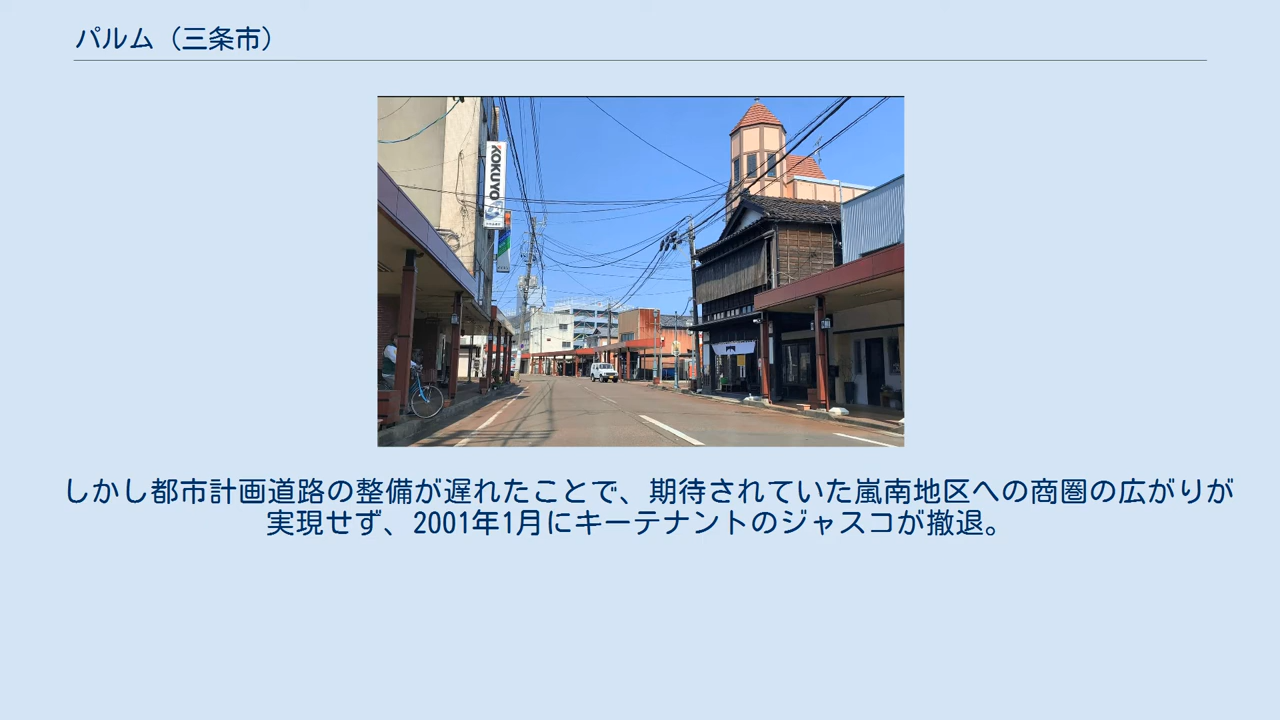 パルム（三条市）
KOKUYO
しかし都市計画道路の整備が遅れたことで、期待されていた嵐南地区への商圏の広がりが
実現せず、2001年1月にキーテナントのジャスコが撤退。